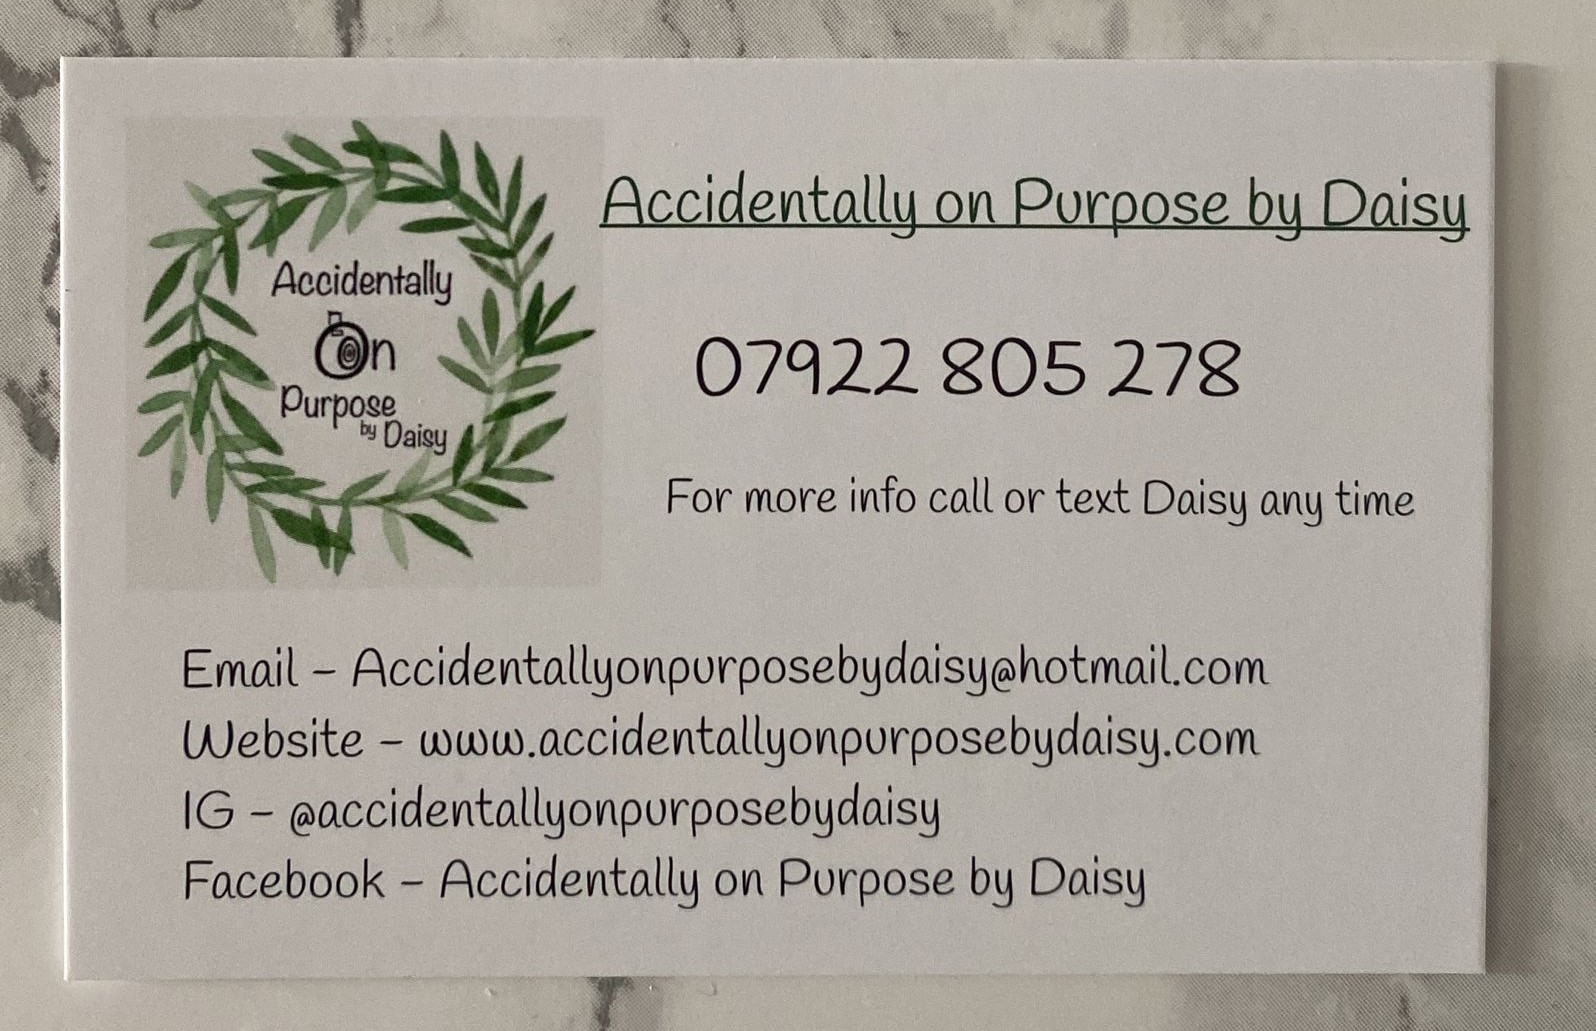 Accidentally
On
Purpose
by Daisy
Accidentally on Purpose by Daisy
07922 805 278
For more info call or text Daisy any time
Email - Accidentallyonpurposebydaisy@hotmail.com
Website - www.accidentallyonpurposebydaisy.com
IG - @accidentallyonpurposebydaisy
Facebook - Accidentally on Purpose by Daisy